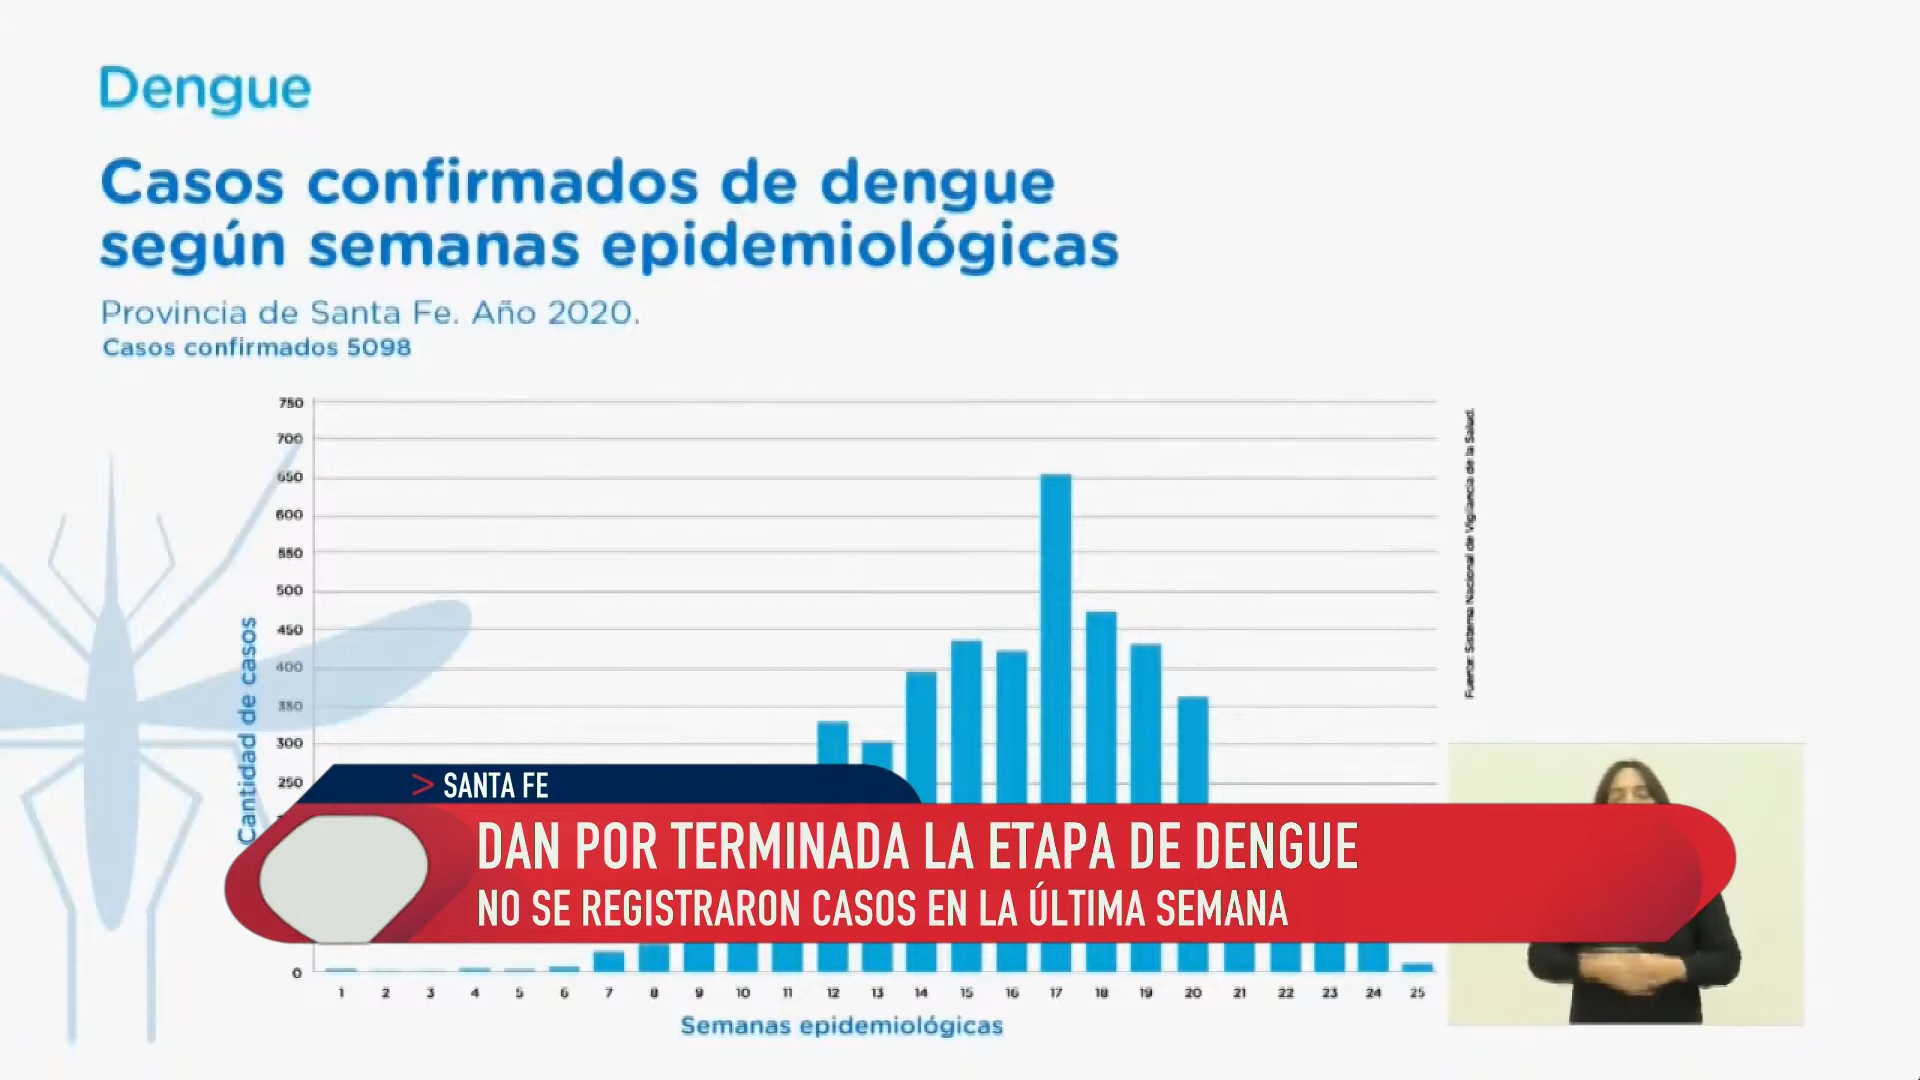 Dengue
Casos confirmados de dengue
según semanas epidemiológicas
Provincia de Santa Fe. Año 2020.
Casos confirmados 5098
750
700
650
600
550
500
450
400
350
300
250
0
Cantidad de casos
1 2 3 4 5 6 7 8 9 10 11 12 13 14 15 16 17 18 19 20 21 22 23 24 25
Semanas epidemiológicas
Fuente: Sistema Nacional de Vigilancia de la Salud.
> SANTA FE
DAN POR TERMINADA LA ETAPA DE DENGUE
NO SE REGISTRARON CASOS EN LA ÚLTIMA SEMANA